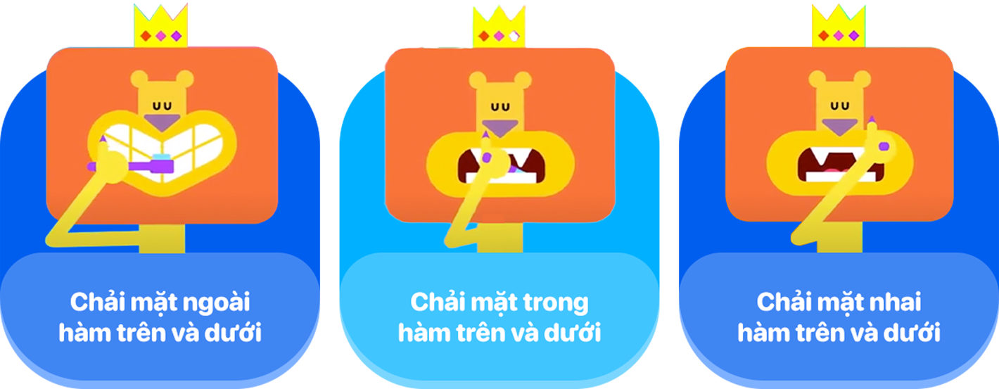 Chải mặt ngoài
hàm trên và dưới
Chải mặt trong
hàm trên và dưới
Chải mặt nhai
hàm trên và dưới